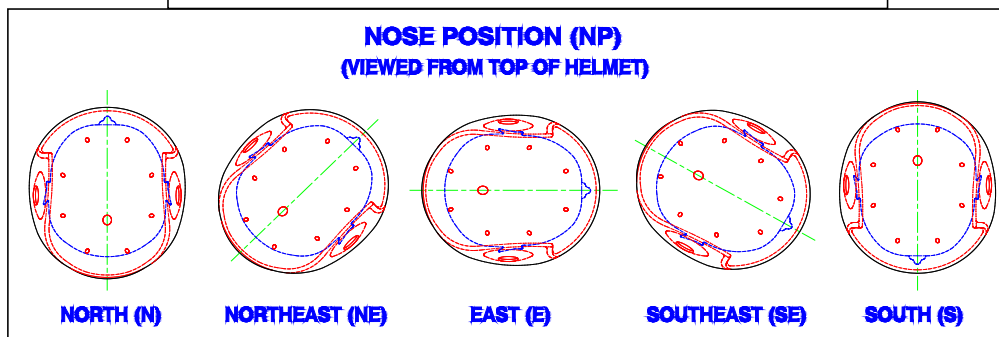 NOSE POSITION (NP)
(VIEWED FROM TOP OF HELMET)
NORTH (N)
NORTHEAST (NE)
EAST (E)
SOUTHEAST (SE)
SOUTH (S)